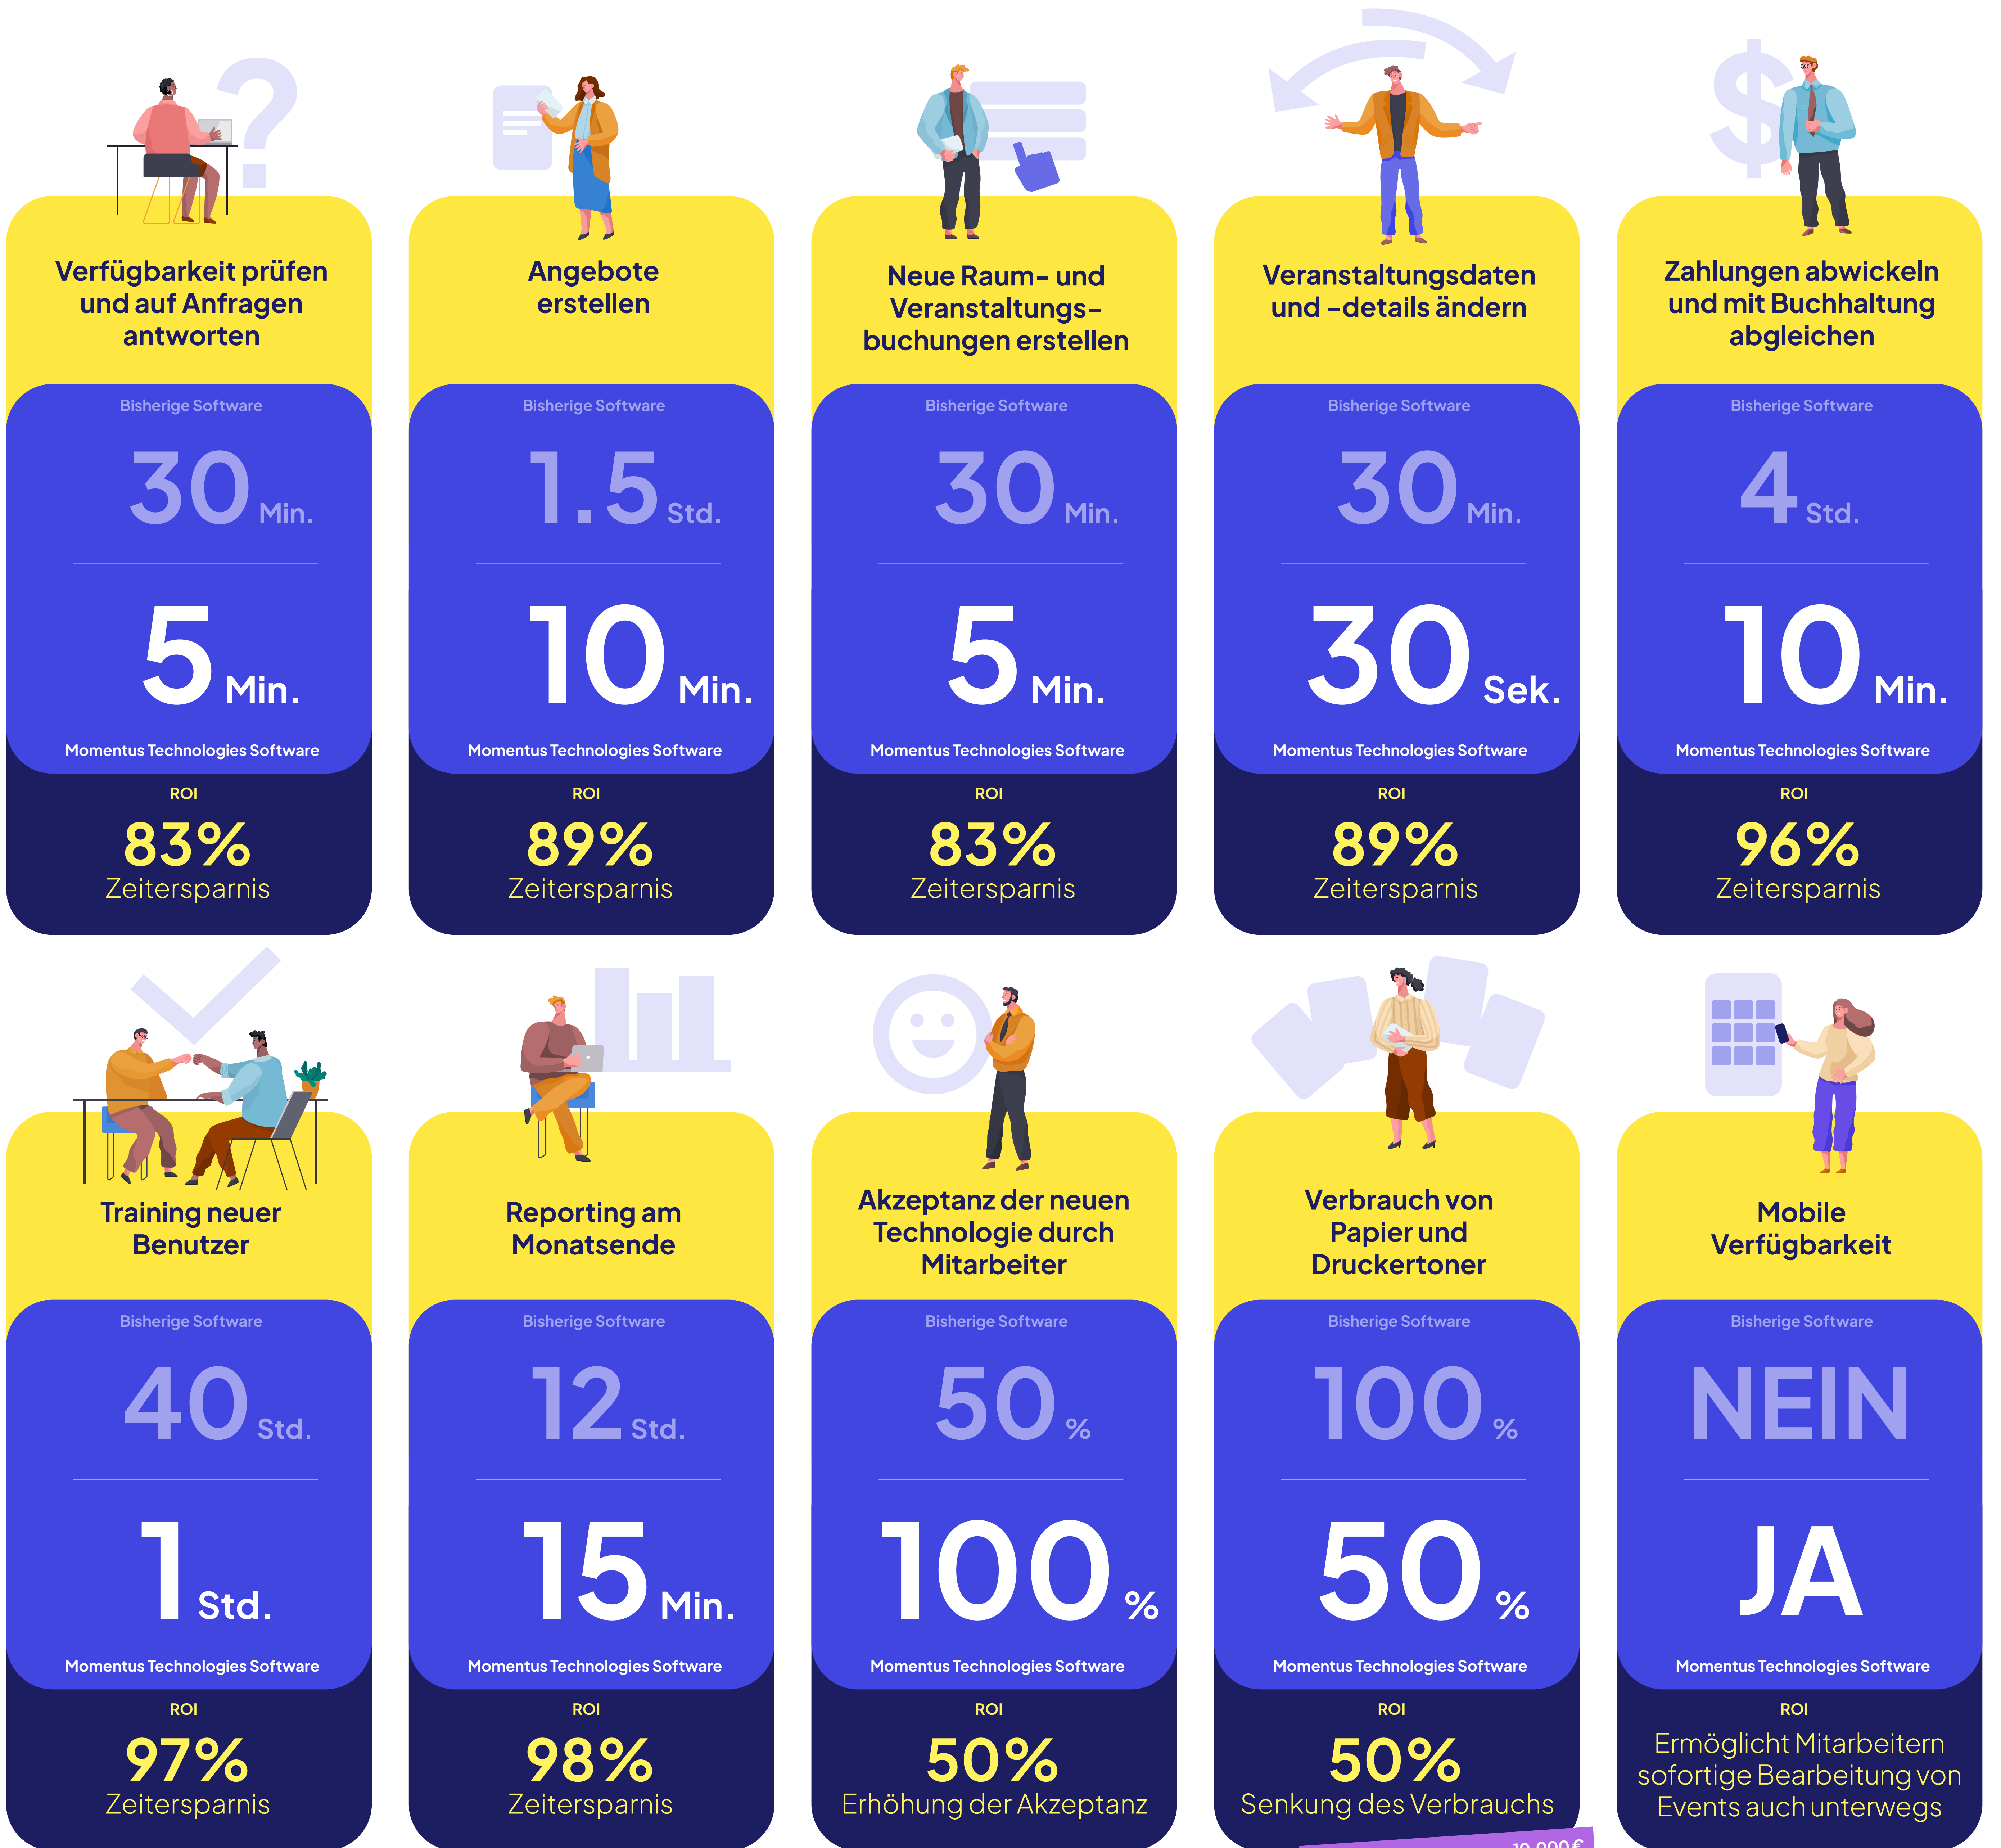 Verfügbarkeit prüfen
und auf Anfragen
antworten
Bisherige Software
30 Min.
5 Min.
Momentus Technologies Software
ROI
83%
Zeitersparnis
Angebote
erstellen
Bisherige Software
1.5 Std.
10 Min.
Momentus Technologies Software
ROI
89%
Zeitersparnis
Neue Raum- und
Veranstaltungs-
buchungen erstellen
Bisherige Software
30 Min.
5 Min.
Momentus Technologies Software
ROI
83%
Zeitersparnis
Veranstaltungsdaten
und -details ändern
Bisherige Software
30 Min.
30 Sek.
Momentus Technologies Software
ROI
89%
Zeitersparnis
Zahlungen abwickeln
und mit Buchhaltung
abgleichen
Bisherige Software
4 Std.
10 Min.
Momentus Technologies Software
ROI
96%
Zeitersparnis
Training neuer
Benutzer
Bisherige Software
40 Std.
1 Std.
Momentus Technologies Software
ROI
97%
Zeitersparnis
Reporting am
Monatsende
Bisherige Software
12 Std.
15 Min.
Momentus Technologies Software
ROI
98%
Zeitersparnis
Akzeptanz der neuen
Technologie durch
Mitarbeiter
Bisherige Software
50 %
100 %
Momentus Technologies Software
ROI
50%
Erhöhung der Akzeptanz
Verbrauch von
Papier und
Druckertoner
Bisherige Software
100 %
50 %
Momentus Technologies Software
ROI
50%
Senkung des Verbrauchs
Mobile
Verfügbarkeit
Bisherige Software
NEIN
JA
Momentus Technologies Software
ROI
Ermöglicht Mitarbeitern
sofortige Bearbeitung von
Events auch unterwegs